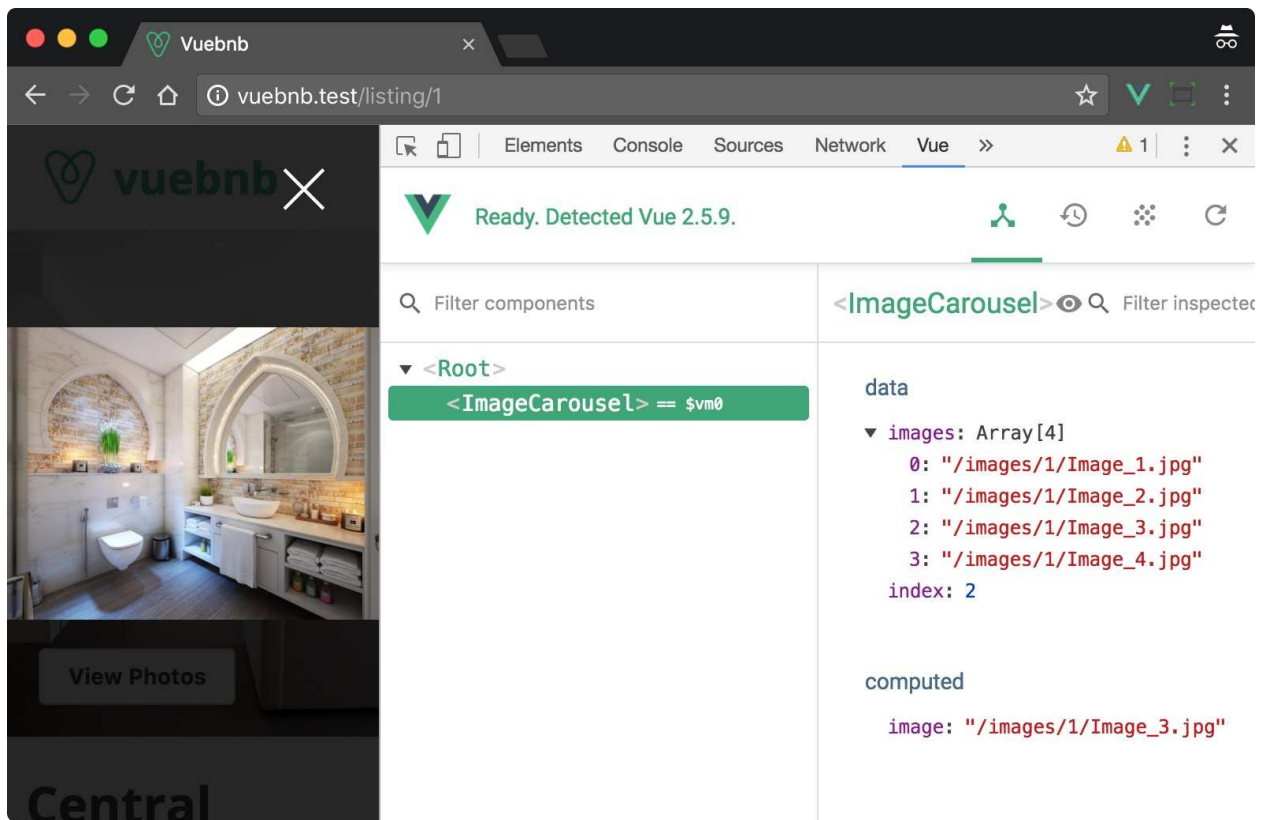 Vuebnb
vuebnb.test/listing/1
vuebnb
Elements Console Sources Network Vue » 1
Ready. Detected Vue 2.5.9.
Filter components
<ImageCarousel> Filter inspected
▼ <Root>
<ImageCarousel> == $vm0
data
▼ images: Array[4]
0: "/images/1/Image_1.jpg"
1: "/images/1/Image_2.jpg"
2: "/images/1/Image_3.jpg"
3: "/images/1/Image_4.jpg"
index: 2
computed
image: "/images/1/Image_3.jpg"
View Photos
Central